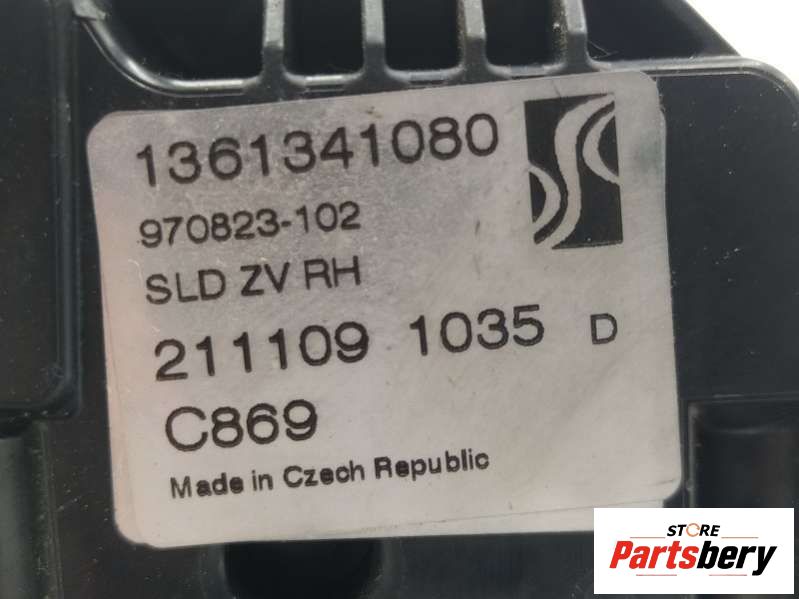 1361341080
970823-102
SLD ZV RH
211109 1035 D
C869
Made in Czech Republic
STORE
Partsbery